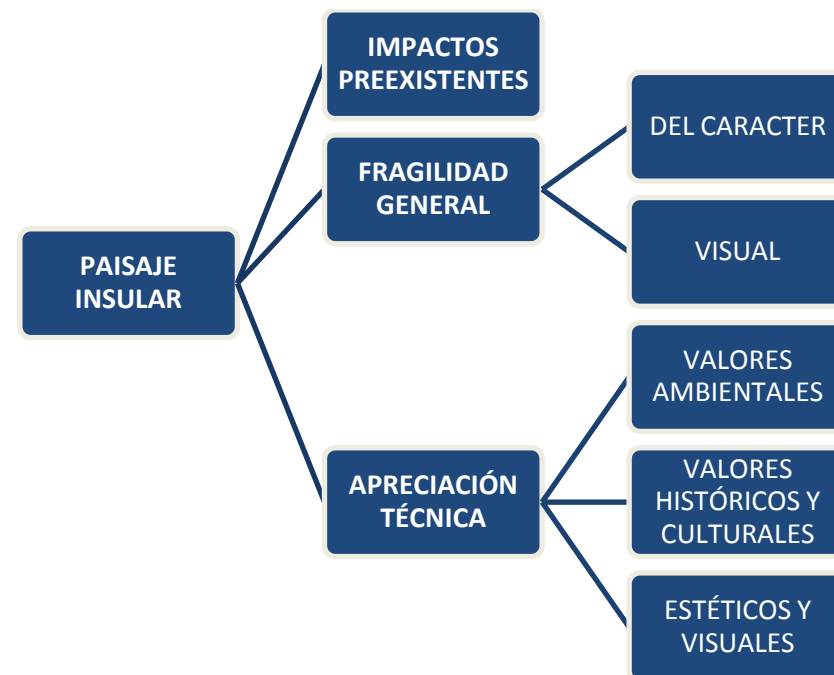 PAISAJE
INSULAR
IMPACTOS
PREEXISTENTES
FRAGILIDAD
GENERAL
DEL CARACTER
VISUAL
APRECIACIÓN
TÉCNICA
VALORES
AMBIENTALES
VALORES
HISTÓRICOS Y
CULTURALES
ESTÉTICOS Y
VISUALES